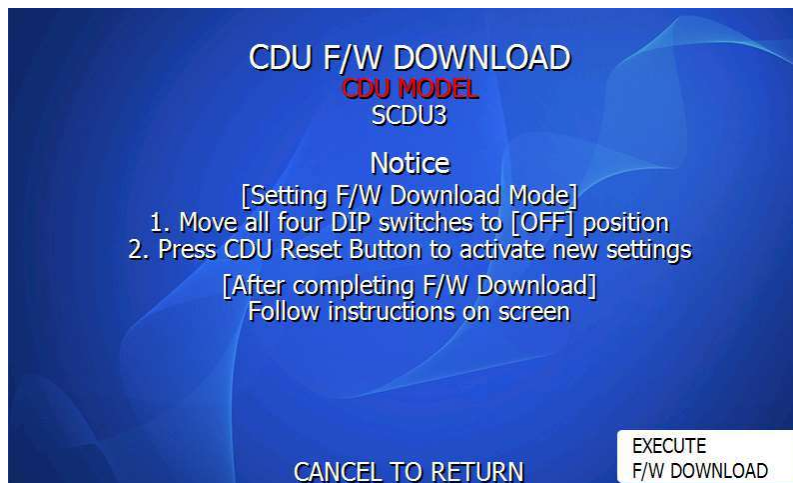 CDU F/W DOWNLOAD
CDU MODEL
SCDU3
Notice
[Setting F/W Download Mode]
1. Move all four DIP switches to [OFF] position
2. Press CDU Reset Button to activate new settings
[After completing F/W Download]
Follow instructions on screen
CANCEL TO RETURN
EXECUTE
F/W DOWNLOAD